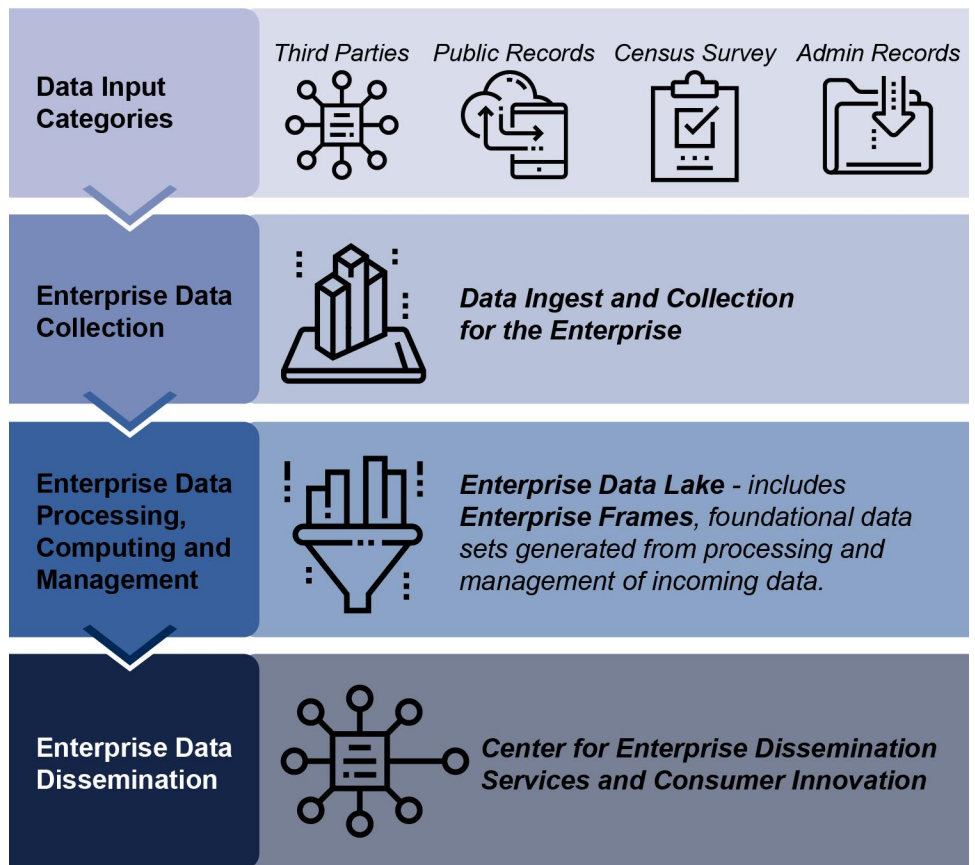 Data Input
Categories
Third Parties
Public Records
Census Survey
Admin Records
Enterprise Data
Collection
Data Ingest and Collection
for the Enterprise
Enterprise Data
Processing,
Computing and
Management
Enterprise Data Lake - includes
Enterprise Frames, foundational data
sets generated from processing and
management of incoming data.
Enterprise Data
Dissemination
Center for Enterprise Dissemination
Services and Consumer Innovation